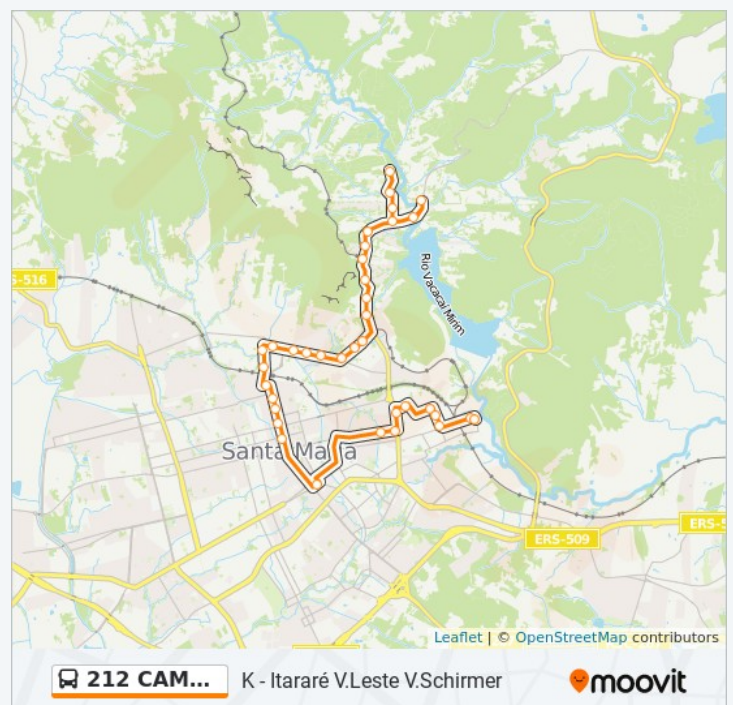 S-516
Rio Vacacaí Mirim
Santa Maria
ERS-509
ERS-5
Leaflet | © OpenStreetMap contributors
212 CAM... K - Itararé V.Leste V.Schirmer moovit